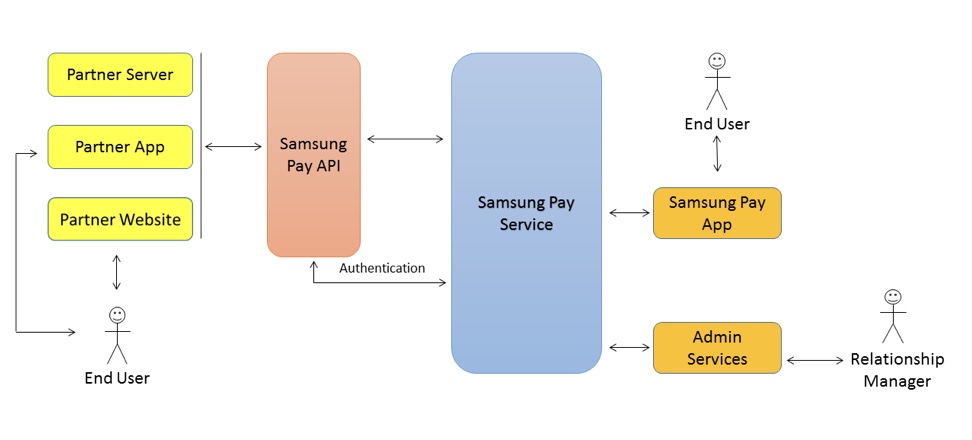 Partner Server
Partner App
Partner Website
End User
Samsung
Pay API
Authentication
Samsung Pay
Service
End User
Samsung Pay
App
Admin
Services
Relationship
Manager